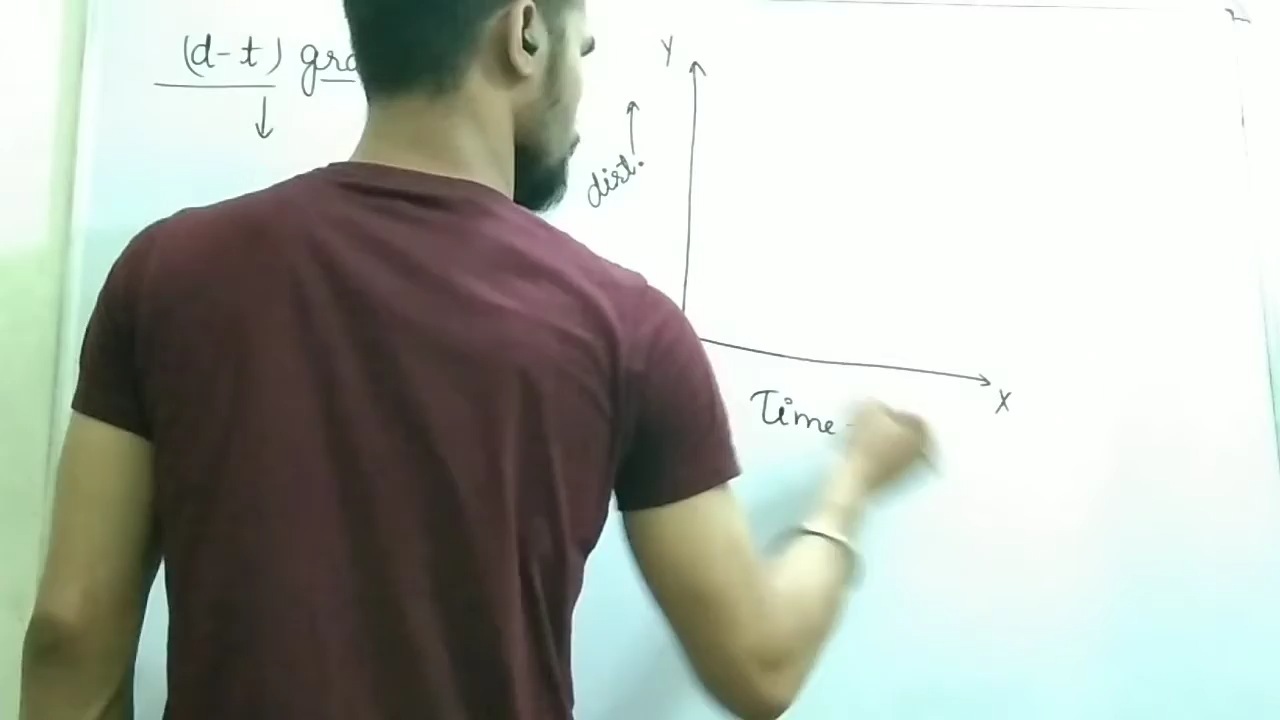 (d-t) gra
Y
dist.
X
Time